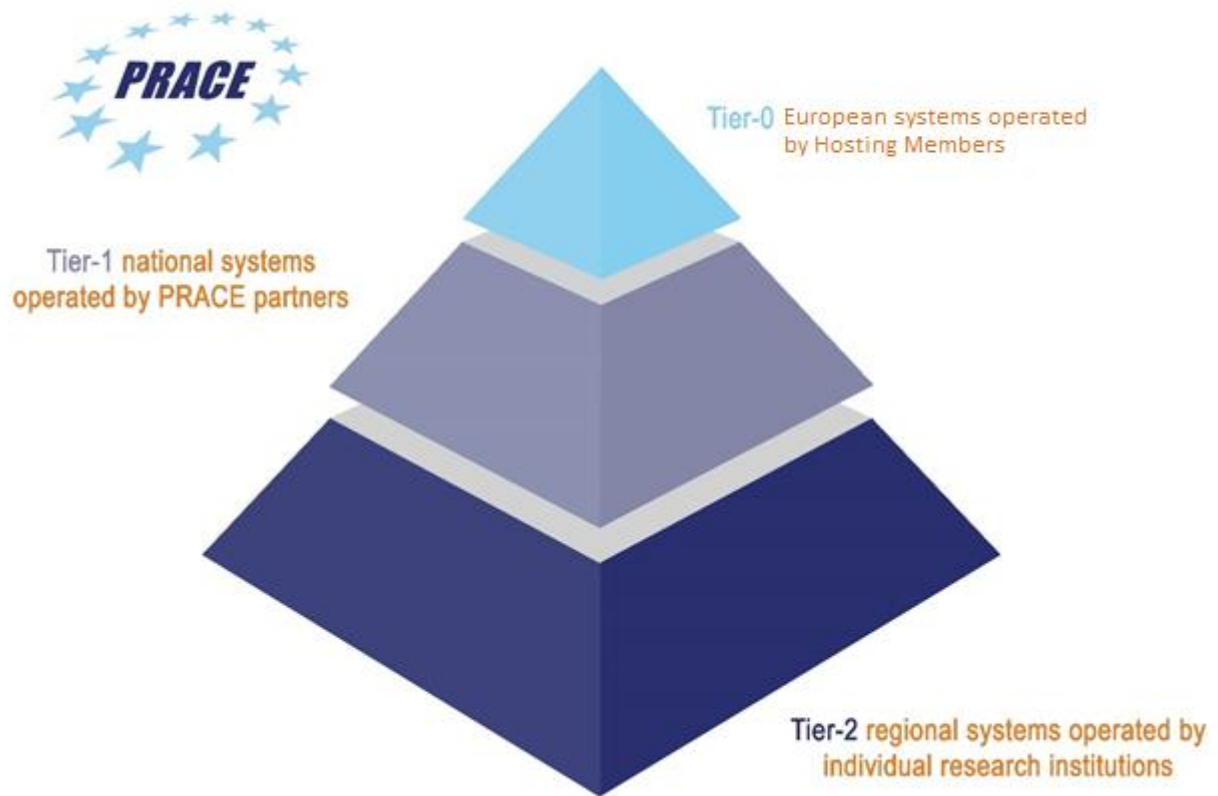 PRACE
Tier-0 European systems operated
by Hosting Members
Tier-1 national systems
operated by PRACE partners
Tier-2 regional systems operated by
individual research institutions